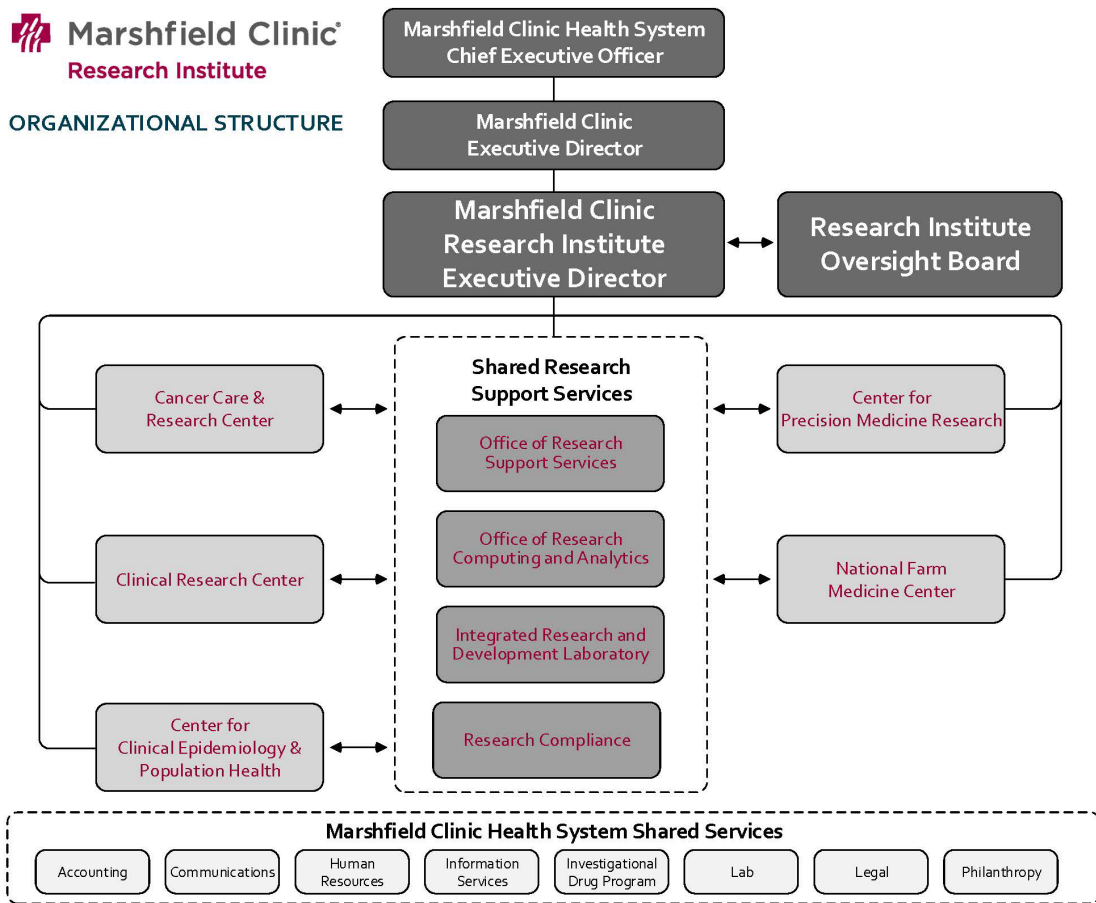 Marshfield Clinic®
Research Institute
ORGANIZATIONAL STRUCTURE
Marshfield Clinic Health System
Chief Executive Officer
Marshfield Clinic
Executive Director
Marshfield Clinic
Research Institute
Executive Director
Research Institute
Oversight Board
Cancer Care &
Research Center
Clinical Research Center
Center for
Clinical Epidemiology &
Population Health
Shared Research
Support Services
Office of Research
Support Services
Office of Research
Computing and Analytics
Integrated Research and
Development Laboratory
Research Compliance
Center for
Precision Medicine Research
National Farm
Medicine Center
Marshfield Clinic Health System Shared Services
Accounting
Communications
Human
Resources
Information
Services
Investigational
Drug Program
Lab
Legal
Philanthropy